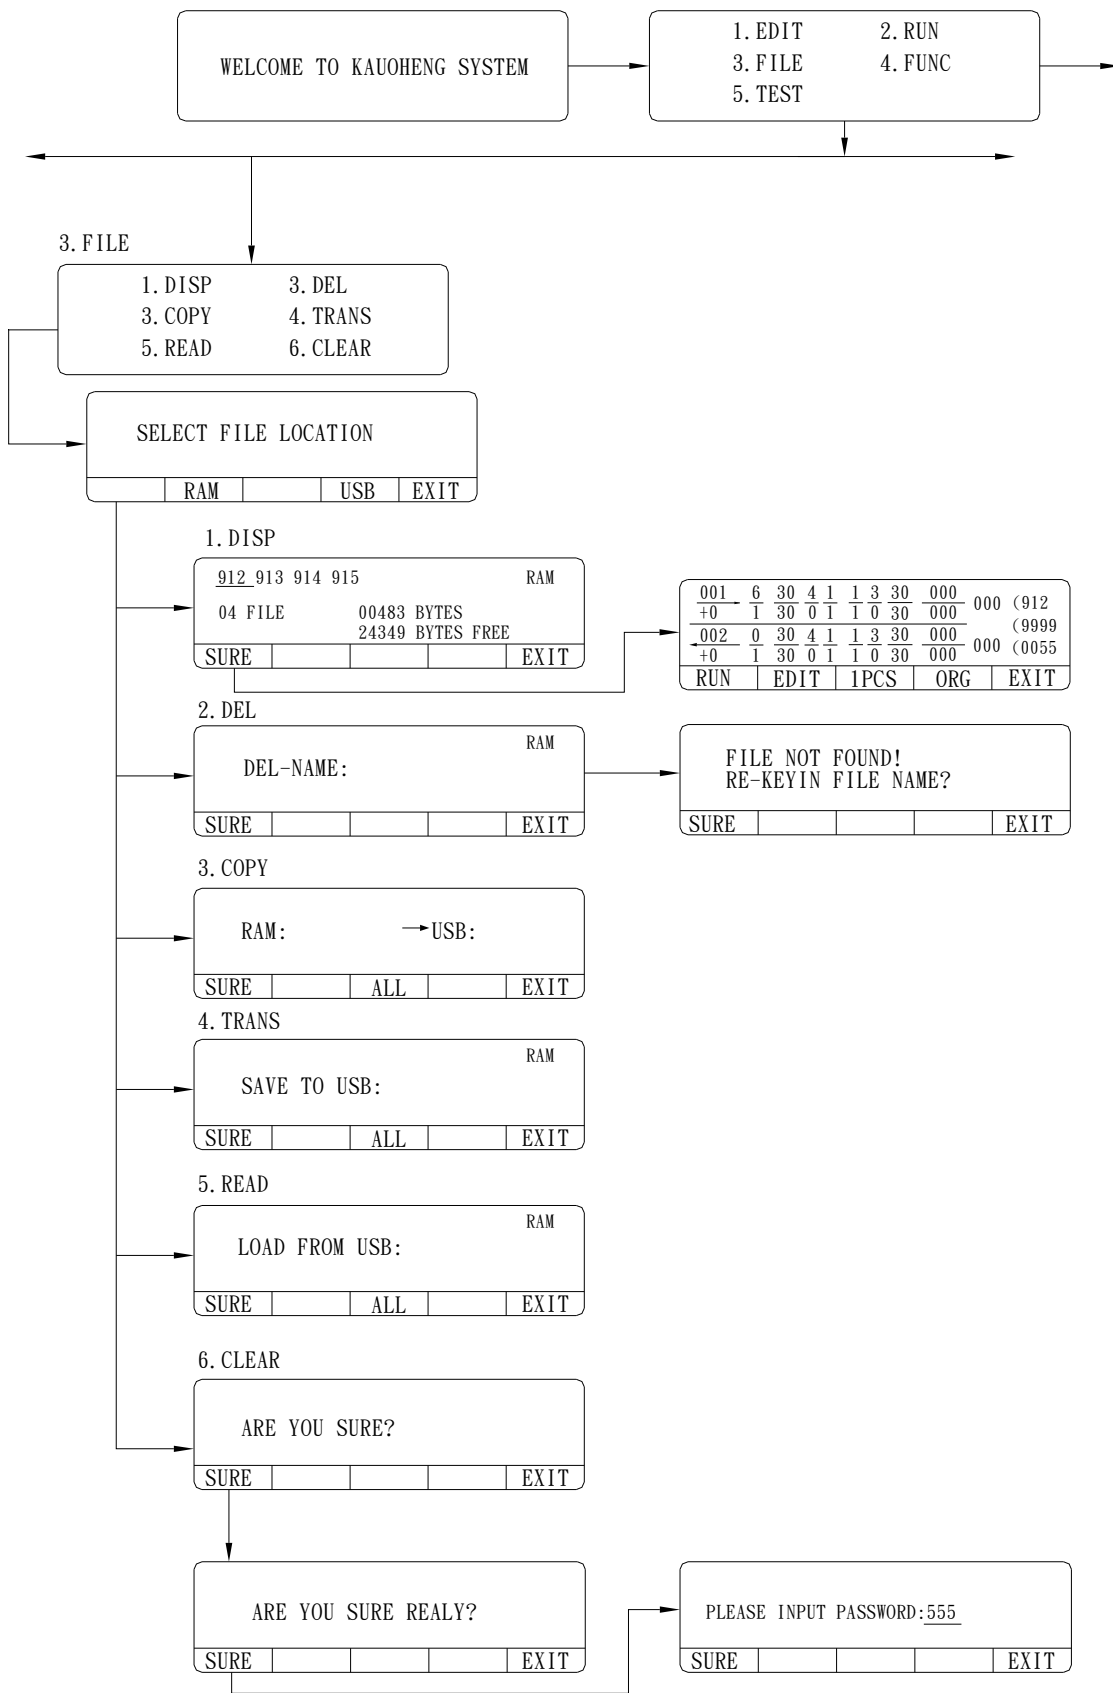 WELCOME TO KAUOHENG SYSTEM
1.EDIT 2.RUN
3.FILE 4.FUNC
5.TEST
3.FILE
1.DISP 3.DEL
3.COPY 4.TRANS
5.READ 6.CLEAR
SELECT FILE LOCATION
RAM USB EXIT
1.DISP
912 913 914 915 RAM
04 FILE 00483 BYTES
24349 BYTES FREE
SURE EXIT
001 6 30 4 1 1 3 30 000 000 (912
+0 1 30 0 1 1 0 30 000
(9999
002 0 30 4 1 1 3 30 000 000 (0055
+0 1 30 0 1 1 0 30 000
RUN EDIT 1PCS ORG EXIT
2.DEL
RAM
DEL-NAME:
SURE EXIT
FILE NOT FOUND!
RE-KEYIN FILE NAME?
SURE EXIT
3.COPY
RAM: →USB:
SURE ALL EXIT
4.TRANS
RAM
SAVE TO USB:
SURE ALL EXIT
5.READ
RAM
LOAD FROM USB:
SURE ALL EXIT
6.CLEAR
ARE YOU SURE?
SURE EXIT
ARE YOU SURE REALY?
SURE EXIT
PLEASE INPUT PASSWORD:555
SURE EXIT